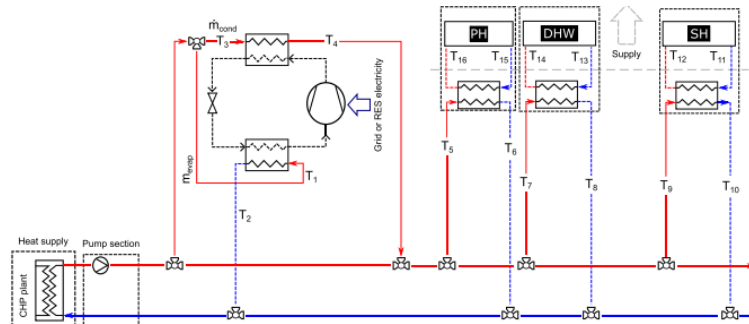 ṁcond
T3
T4
PH
DHW
SH
T16
T15
T14
T13
Supply
T12
T11
Grid or RES electricity
ṁevap
T1
T2
T5
T6
T7
T8
T9
T10
Heat supply
Pump section
CHP plant